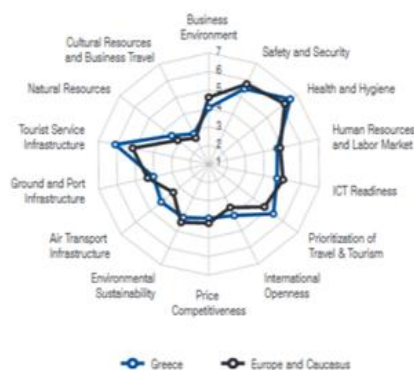 Business
Environment
Cultural Resources
and Business Travel
Safety and Security
Natural Resources
Health and Hygiene
Tourist Service
Infrastructure
Human Resources
and Labor Market
Ground and Port
Infrastructure
ICT Readiness
Air Transport
Infrastructure
Prioritization of
Travel & Tourism
Environmental
Sustainability
International
Openness
Price
Competitiveness
7
6
5
4
3
2
1
Greece
Europe and Caucasus